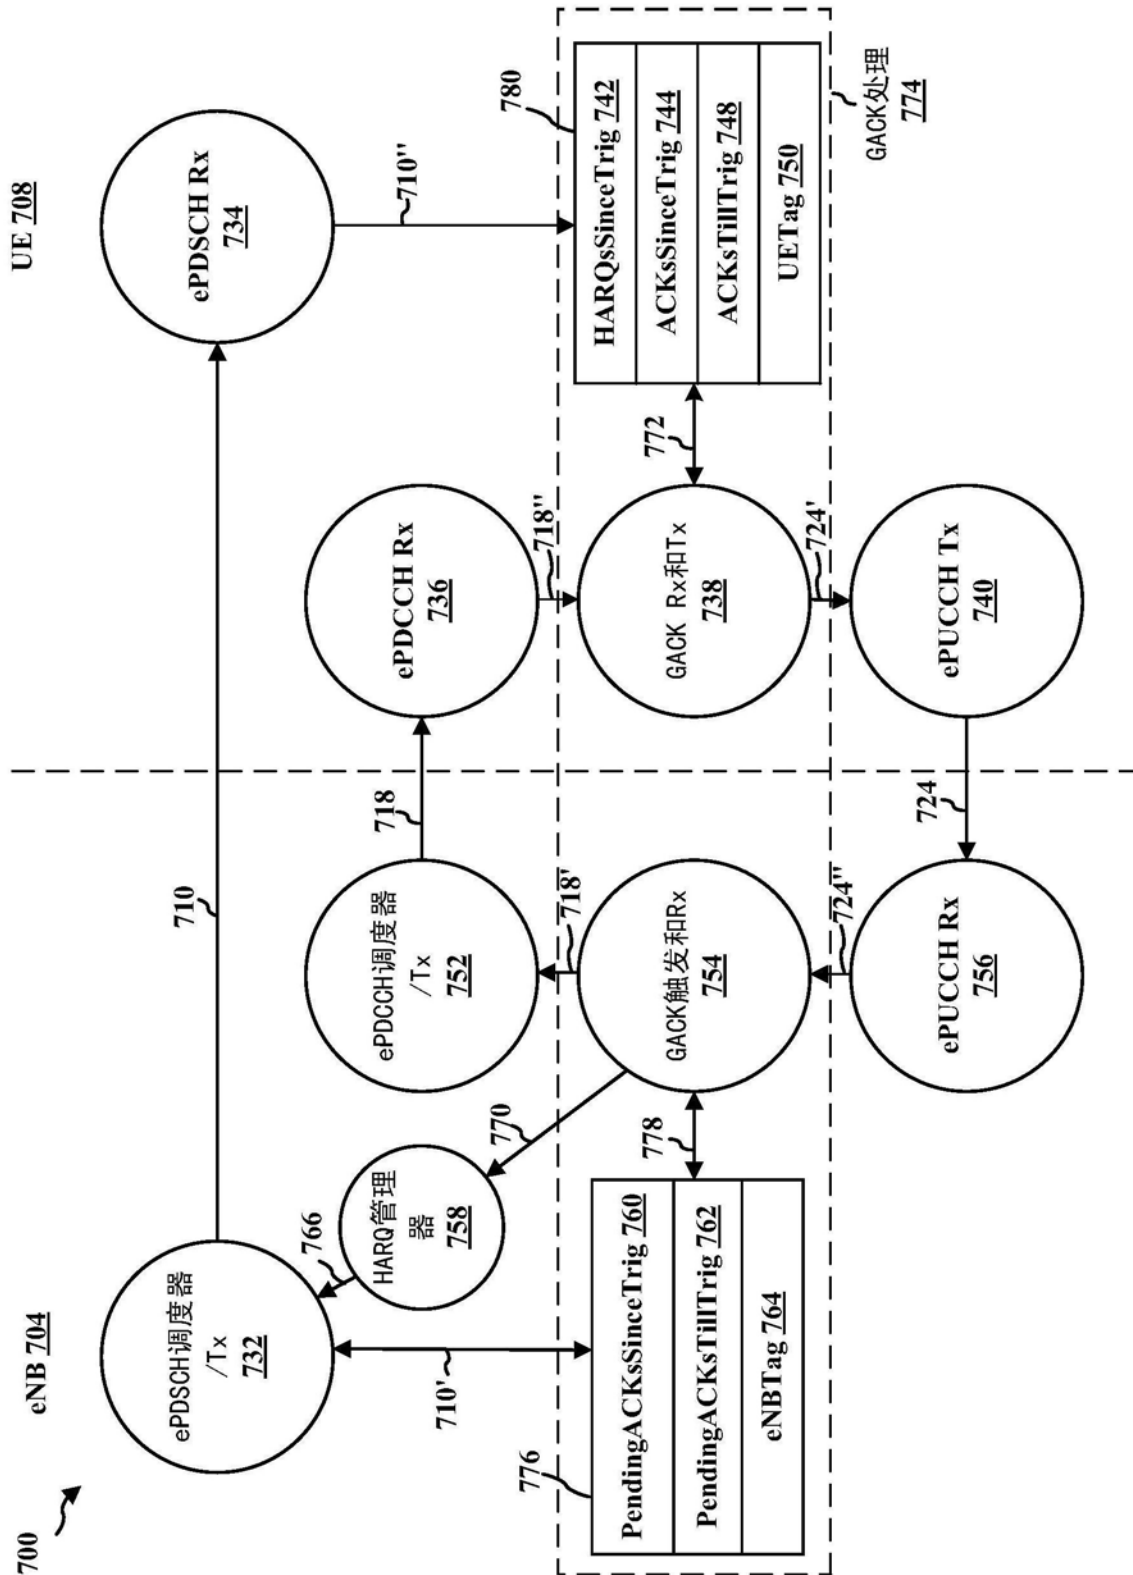 700
eNB 704
UE 708
ePDSCH调度器
/Tx
732
710
ePDSCH Rx
734
766
HARQ管理
器
758
ePDCCH调度器
/Tx
752
718
ePDCCH Rx
736
710'
770
718'
718''
710''
776
PendingACKsSinceTrig 760
PendingACKsTillTrig 762
eNBTag 764
778
GACK触发和Rx
754
GACK Rx和Tx
738
772
780
HARQsSinceTrig 742
ACKsSinceTrig 744
ACKsTillTrig 748
UETag 750
724''
724'
GACK处理
774
ePUCCH Rx
756
724
ePUCCH Tx
740